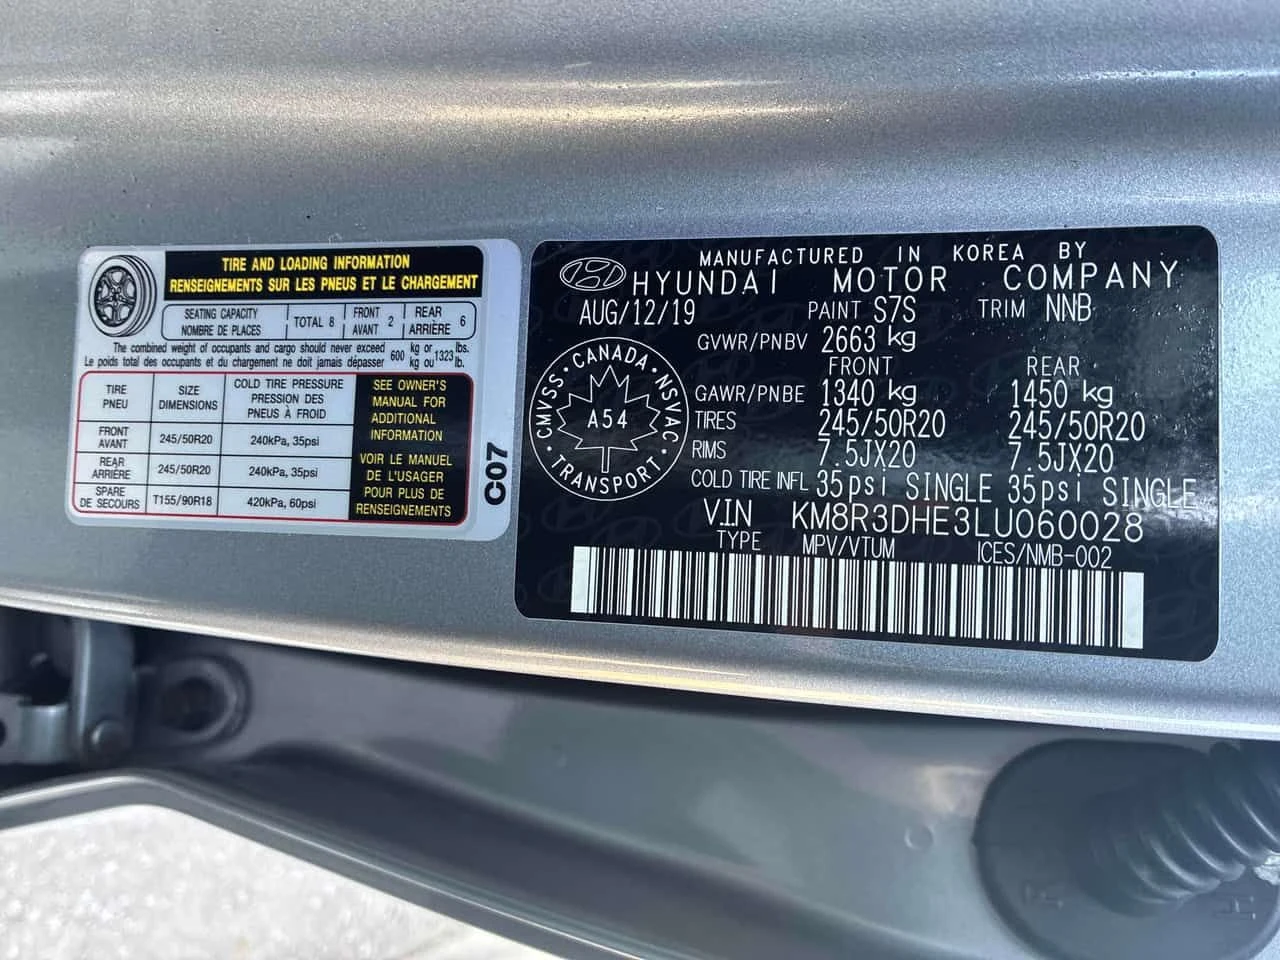 TIRE AND LOADING INFORMATION
RENSEIGNEMENTS SUR LES PNEUS ET LE CHARGEMENT
SEATING CAPACITY
NOMBRE DE PLACES
TOTAL 8
FRONT
AVANT 2
REAR
ARRIÈRE 6
The combined weight of occupants and cargo should never exceed 600 kg or 1323 lbs.
Le poids total des occupants et du chargement ne doit jamais dépasser 600 kg ou 1323 lb.
TIRE
PNEU
SIZE
DIMENSIONS
COLD TIRE PRESSURE
PRESSION DES
PNEUS À FROID
FRONT
AVANT
245/50R20
240kPa, 35psi
REAR
ARRIÈRE
245/50R20
240kPa, 35psi
SPARE
DE SECOURS
T155/90R18
420kPa, 60psi
SEE OWNER'S
MANUAL FOR
ADDITIONAL
INFORMATION
VOIR LE MANUEL
DE L'USAGER
POUR PLUS DE
RENSEIGNEMENTS
C07
MANUFACTURED IN KOREA BY
HYUNDAI MOTOR COMPANY
AUG/12/19 PAINT S7S TRIM NNB
GVWR/PNBV 2663 kg
FRONT REAR
GAWR/PNBE 1340 kg 1450 kg
TIRES 245/50R20 245/50R20
RIMS 7.5JX20 7.5JX20
COLD TIRE INFL 35psi SINGLE 35psi SINGLE
VIN KM8R3DHE3LU060028
TYPE MPV/VTUM ICES/NMB-002
CMVSS · CANADA · NSVAC · TRANSPORT ·
A54